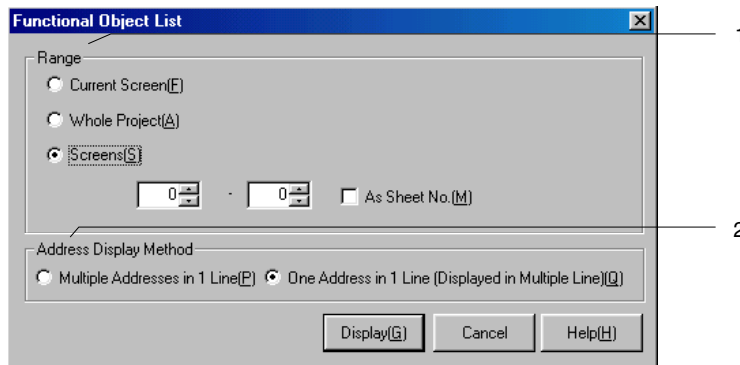 Functional Object List
1
Range
Current Screen(F)
Whole Project(A)
Screens(S)
0 - 0 As Sheet No.(M)
2
Address Display Method
Multiple Addresses in 1 Line(P) One Address in 1 Line (Displayed in Multiple Line)(Q)
Display(G) Cancel Help(H)